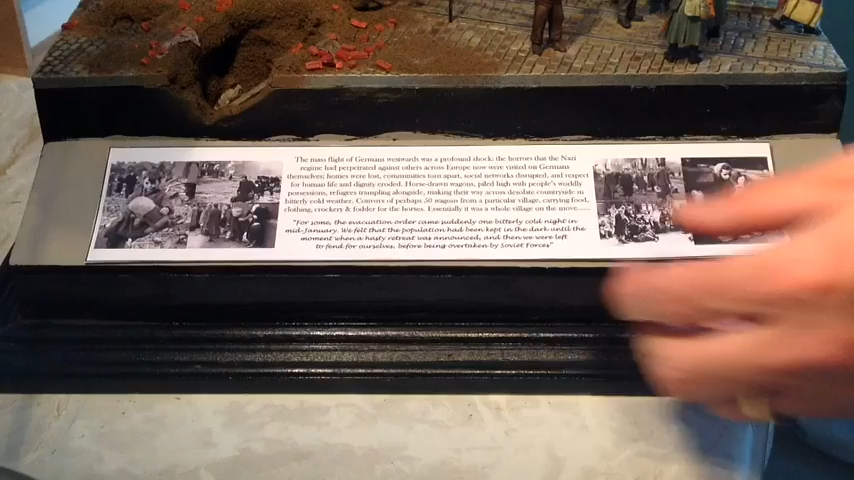 The mass flight of Germans westwards was a profound shock: the horrors that the Nazi
regime had perpetrated against others across Europe now were visited on Germans
themselves; homes were lost, communities torn apart, social networks disrupted, and respect
for human life and dignity eroded. Horse-drawn wagons, piled high with people's worldly
possessions, refugees trampling alongside, making their way across desolate countryside in
bitterly cold weather. Convoys of perhaps 50 wagons from a particular village, carrying food,
clothing, crockery & fodder for the horses. Essentially it was a whole village on the move.....
"For some, the evacuation order came suddenly one bitterly cold night in
mid-January. We felt that the population had been kept in the dark until the
moment when a hasty retreat was announced, and then we were left
to fend for ourselves, before being overtaken by Soviet Forces"